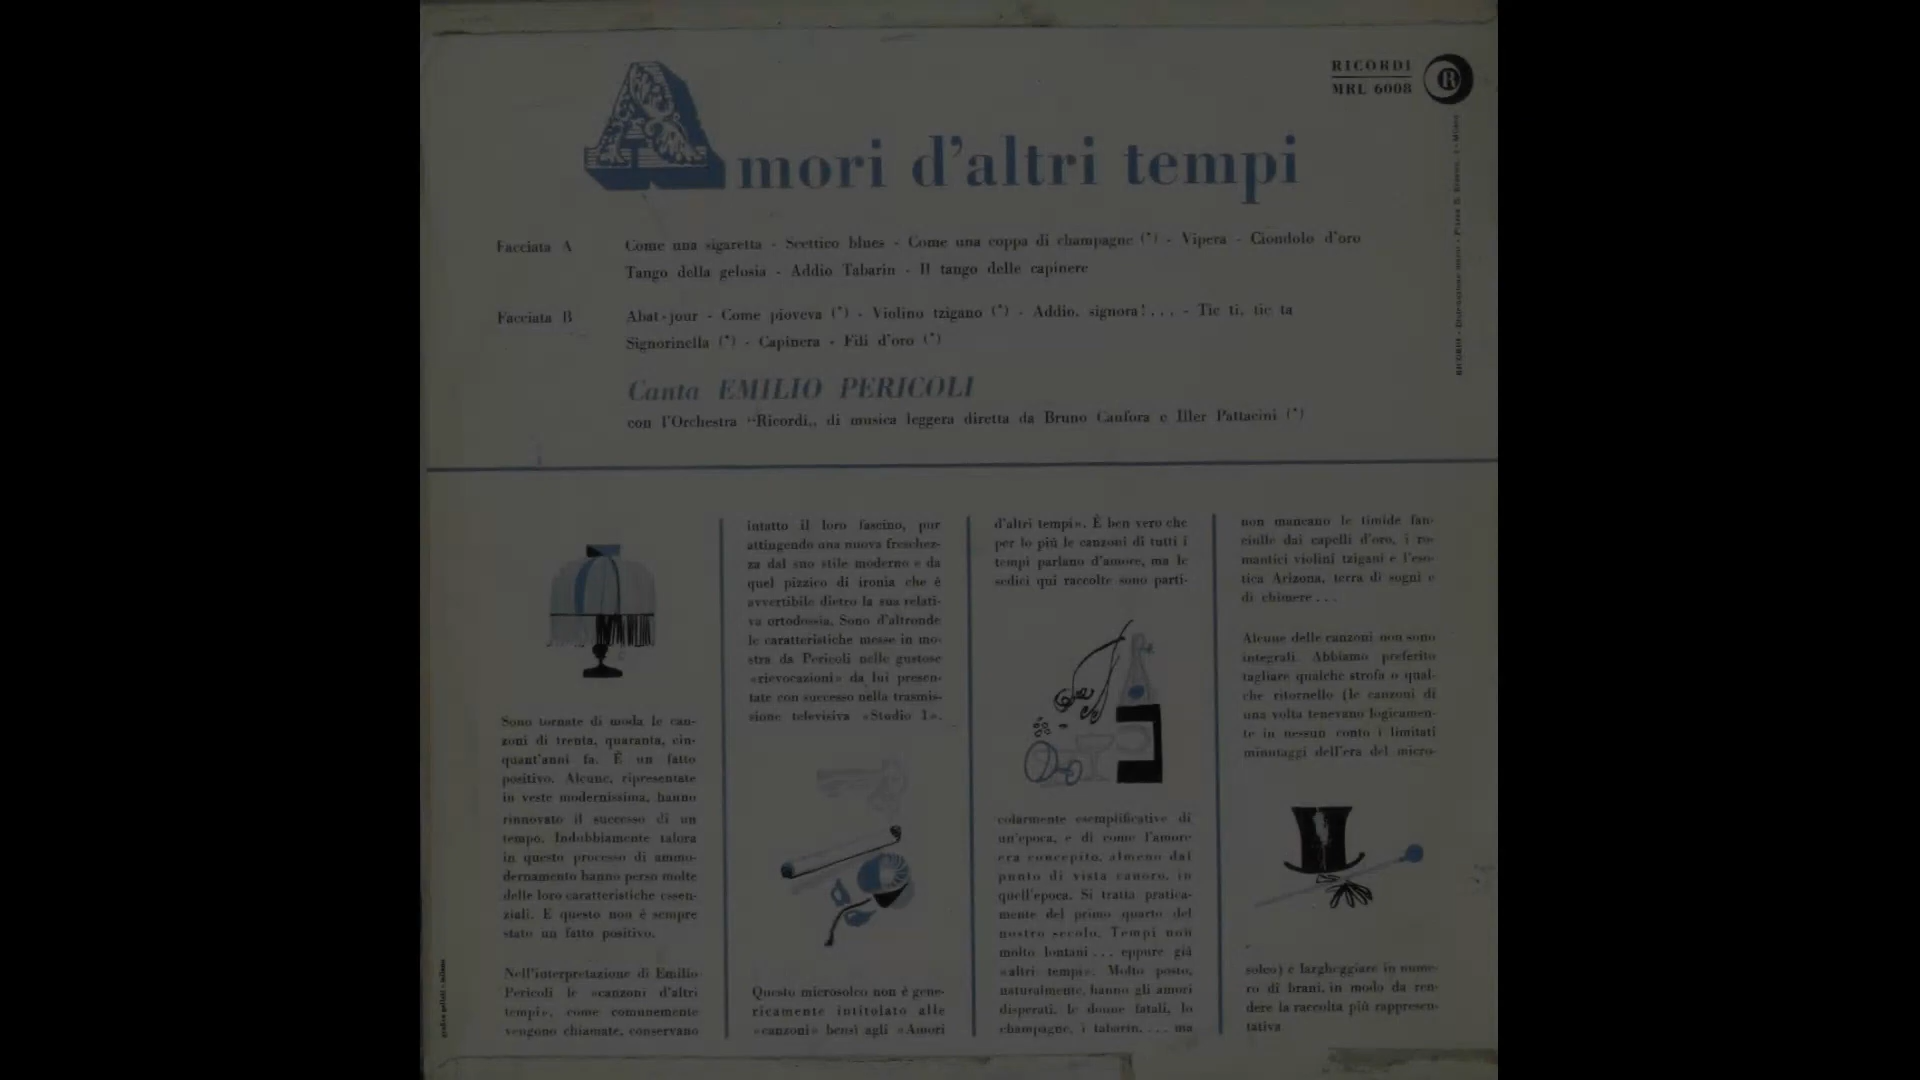 RICORDI
MRL 6008
Amori d'altri tempi
Facciata A
Come una sigaretta - Scettico blues - Come una coppa di champagne (*) - Vipera - Ciondolo d'oro
Tango della gelosia - Addio Tabarin - Il tango delle capinere
Facciata B
Abat-jour - Come pioveva (*) - Violino tzigano (*) - Addio, signora!... - Tic ti, tic ta
Signorinella (*) - Capinera - Fili d'oro (*)
Canta EMILIO PERICOLI
con l'Orchestra “Ricordi„ di musica leggera diretta da Bruno Canfora e Iller Pattacini (*)
Sono tornate di moda le can-
zoni di trenta, quaranta, cin-
quant'anni fa. È un fatto
positivo. Alcune, ripresentate
in veste modernissima, hanno
rinnovato il successo di un
tempo. Indubbiamente talora
in questo processo di ammo-
dernamento hanno perso molte
delle loro caratteristiche essen-
ziali. E questo non è sempre
stato un fatto positivo.
Nell'interpretazione di Emilio
Pericoli le «canzoni d'altri
tempi», come comunemente
vengono chiamate, conservano
intatto il loro fascino, pur
attingendo una nuova freschez-
za dal suo stile moderno e da
quel pizzico di ironia che è
avvertibile dietro la sua relati-
va ortodossia. Sono d'altronde
le caratteristiche messe in mo-
stra da Pericoli nelle gustose
«rievocazioni» da lui presen-
tate con successo nella trasmis-
sione televisiva «Studio 1».
Questo microsolco non è gene-
ricamente intitolato alle
«canzoni» bensì agli «Amori
d'altri tempi». È ben vero che
per lo più le canzoni di tutti i
tempi parlano d'amore, ma le
sedici qui raccolte sono parti-
colarmente esemplificative di
un'epoca, e di come l'amore
era concepito, almeno dal
punto di vista canoro, in
quell'epoca. Si tratta pratica-
mente del primo quarto del
nostro secolo. Tempi non
molto lontani... eppure già
«altri tempi». Molto posto,
naturalmente, hanno gli amori
disperati, le donne fatali, lo
champagne, i tabarin,... ma
non mancano le timide fan-
ciulle dai capelli d'oro, i ro-
mantici violini tzigani e l'eso-
tica Arizona, terra di sogni e
di chimere...
Alcune delle canzoni non sono
integrali. Abbiamo preferito
tagliare qualche strofa o qual-
che ritornello (le canzoni di
una volta tenevano logicamen-
te in nessun conto i limitati
minutaggi dell'era del micro-
solco) e largheggiare in nume-
ro di brani, in modo da ren-
dere la raccolta più rappresen-
tativa